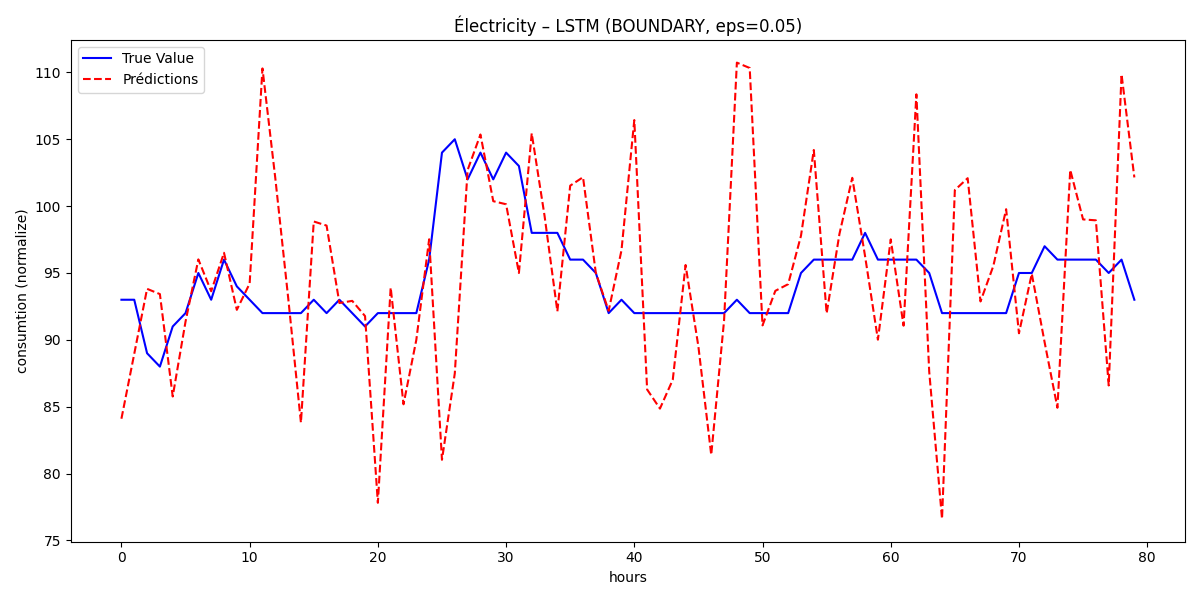 Électricity – LSTM (BOUNDARY, eps=0.05)
True Value
Prédictions
consumtion (normalize)
110
105
100
95
90
85
80
75
0 10 20 30 40 50 60 70 80
hours